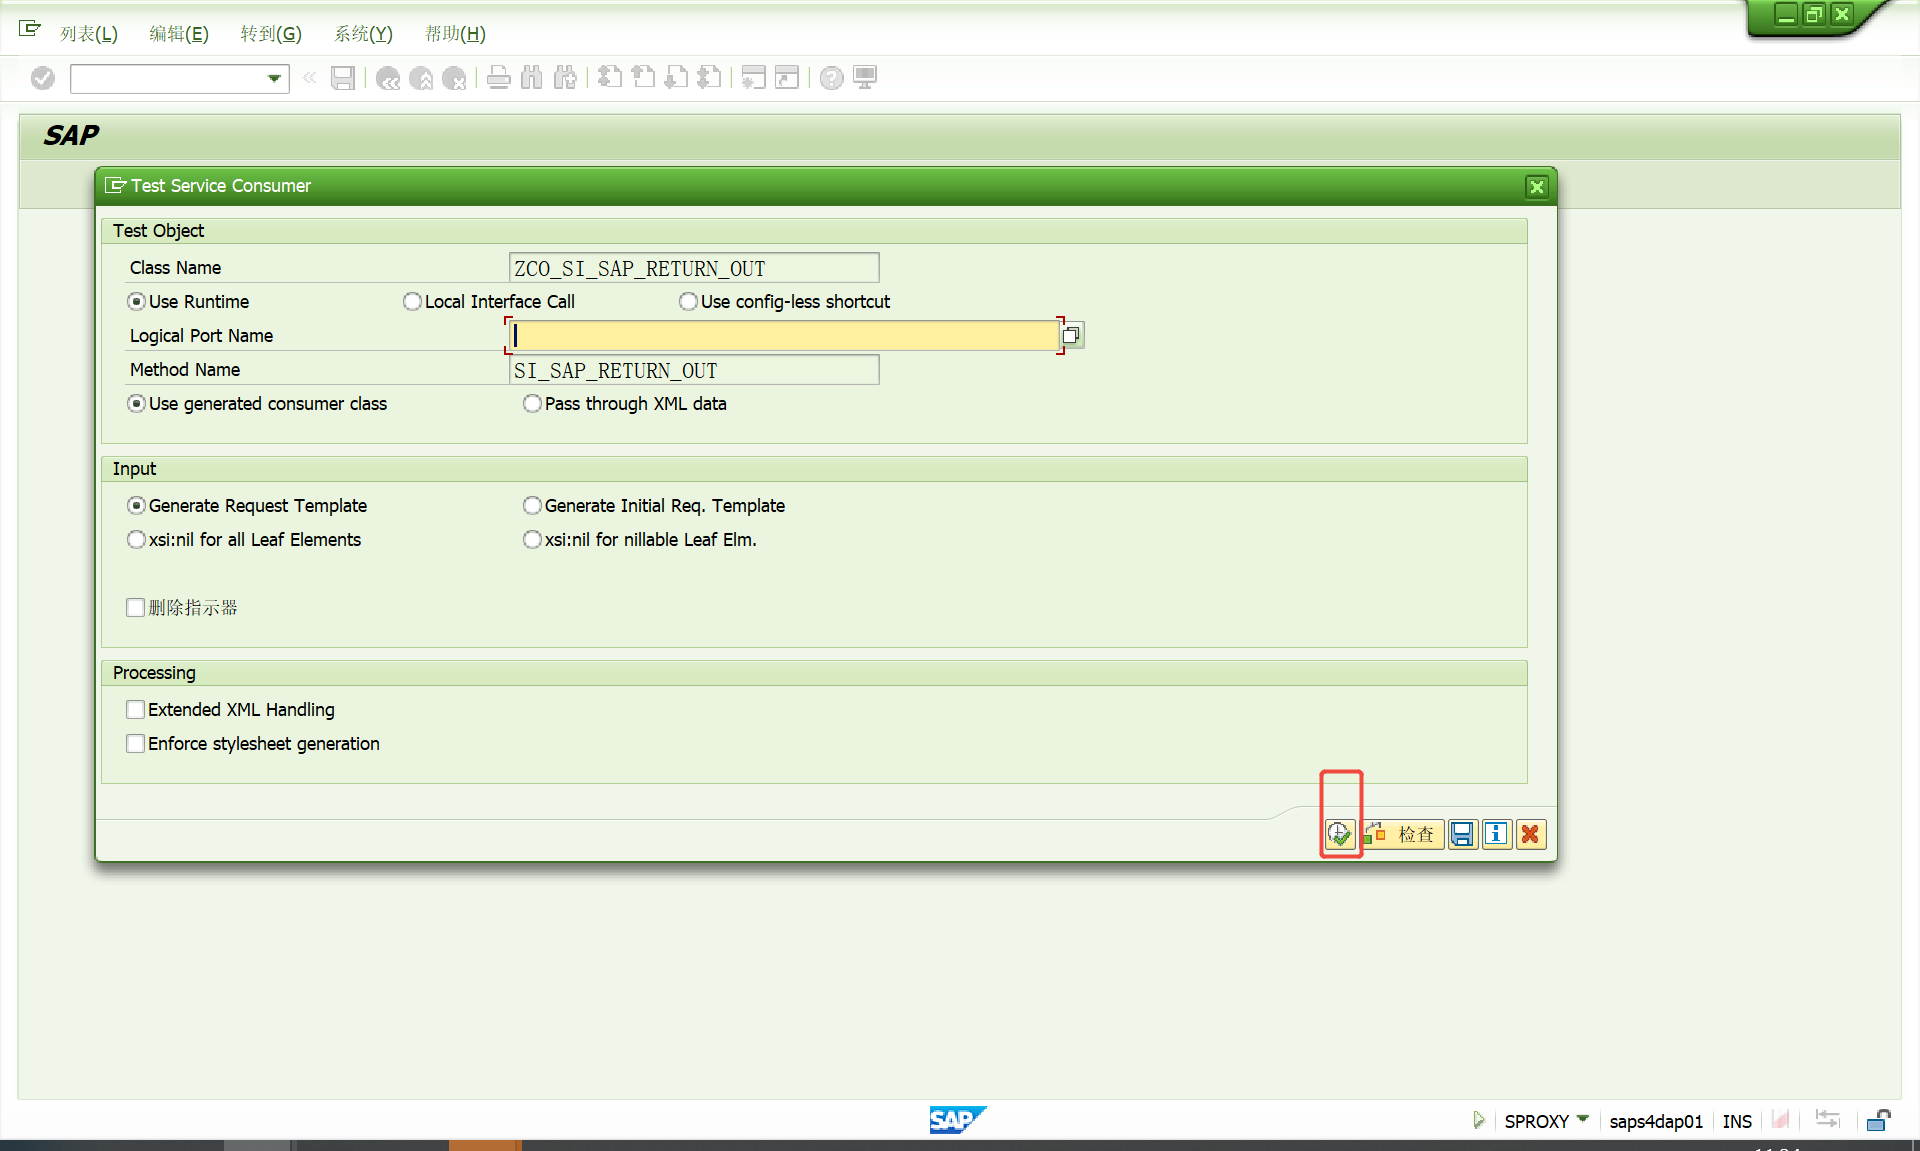 列表(L) 编辑(E) 转到(G) 系统(Y) 帮助(H)
SAP
Test Service Consumer
Test Object
Class Name ZCO_SI_SAP_RETURN_OUT
Use Runtime Local Interface Call Use config-less shortcut
Logical Port Name
Method Name SI_SAP_RETURN_OUT
Use generated consumer class Pass through XML data
Input
Generate Request Template Generate Initial Req. Template
xsi:nil for all Leaf Elements xsi:nil for nillable Leaf Elm.
删除指示器
Processing
Extended XML Handling
Enforce stylesheet generation
检查
SAP SPROXY saps4dap01 INS